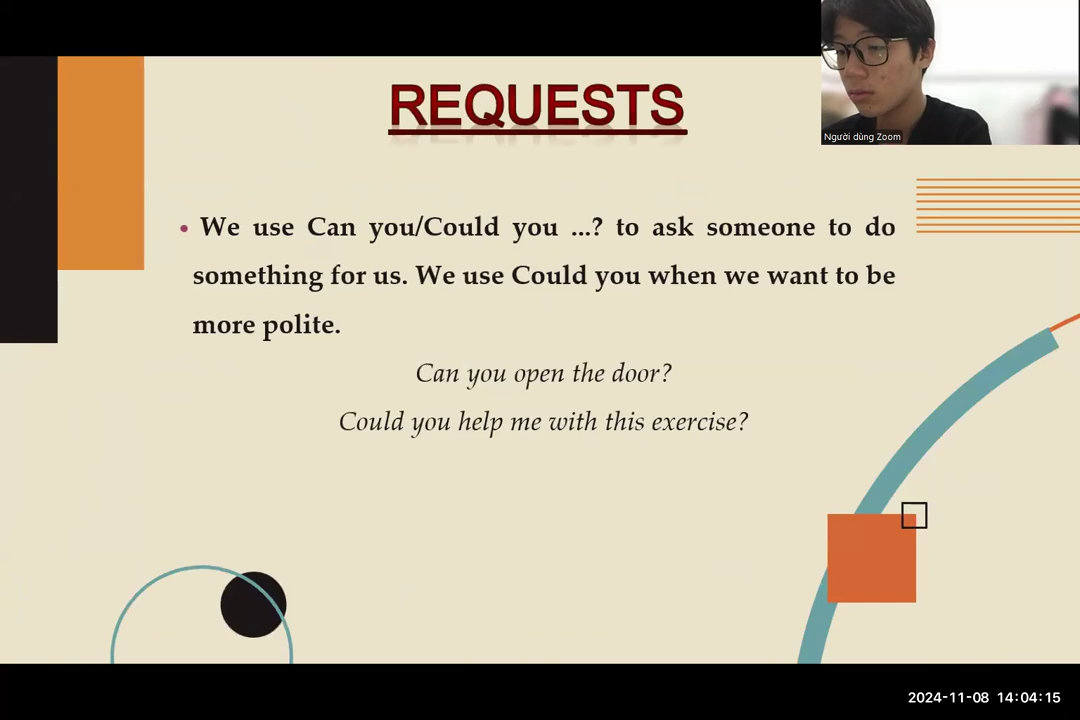 REQUESTS
Người dùng Zoom
• We use Can you/Could you ...? to ask someone to do
something for us. We use Could you when we want to be
more polite.
Can you open the door?
Could you help me with this exercise?
2024-11-08 14:04:15